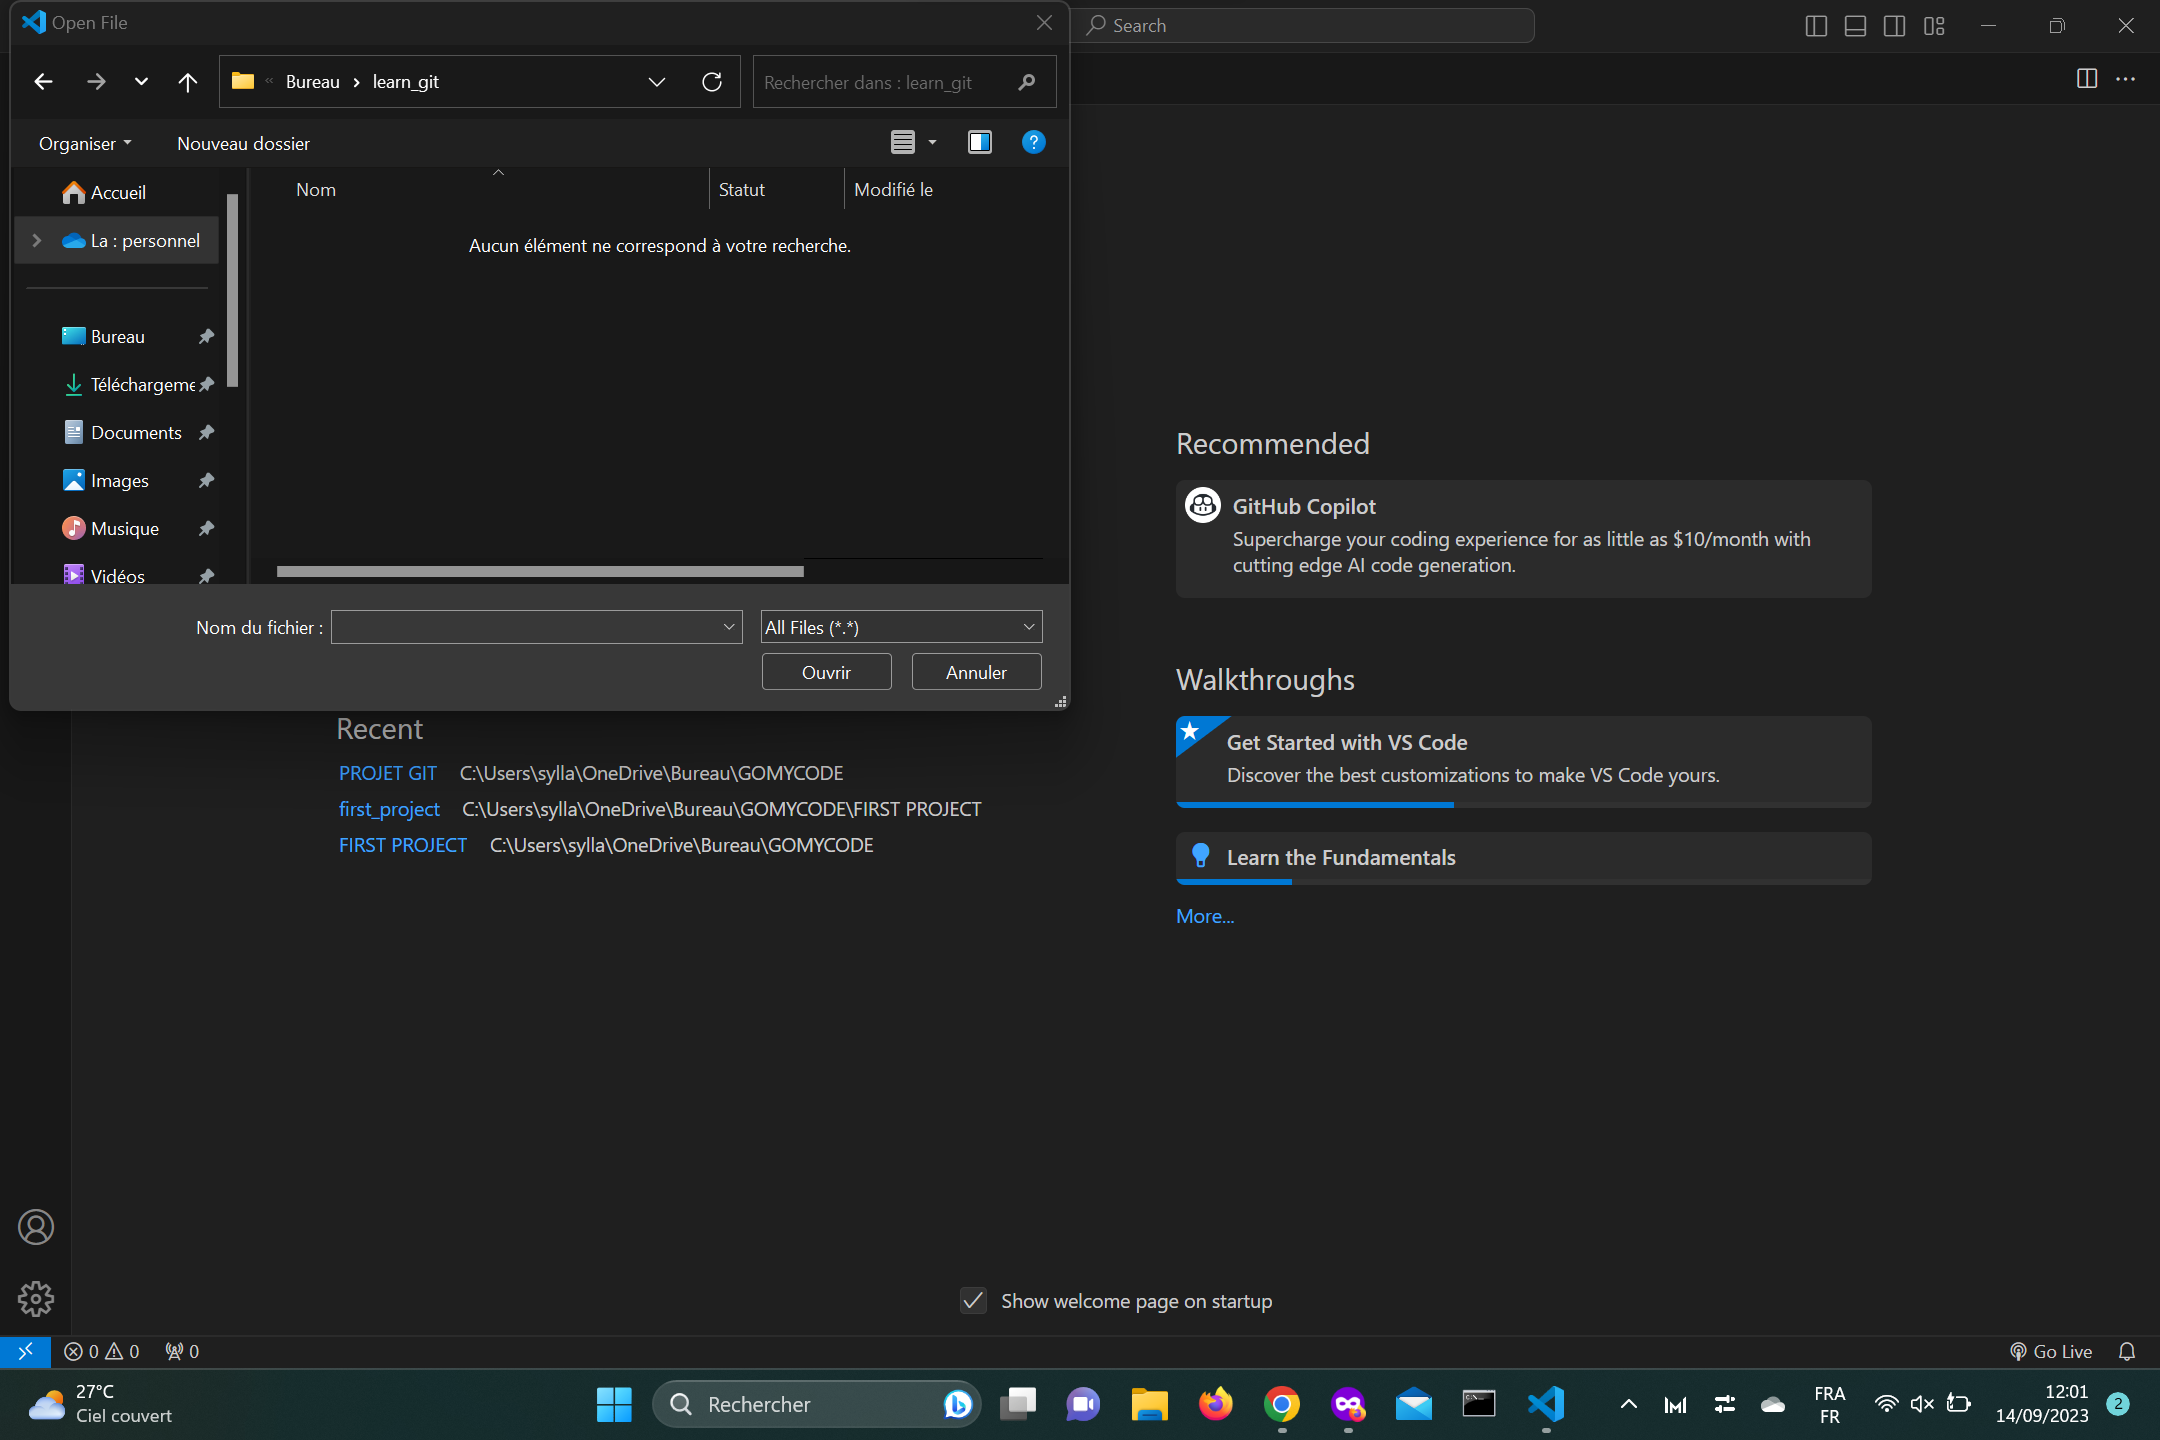 Open File
Search
« Bureau › learn_git
Rechercher dans : learn_git
Organiser
Nouveau dossier
Accueil
La : personnel
Bureau
Téléchargeme
Documents
Images
Musique
Vidéos
Nom
Statut
Modifié le
Aucun élément ne correspond à votre recherche.
Nom du fichier :
All Files (*.*)
Ouvrir
Annuler
Recent
PROJET GIT C:\Users\sylla\OneDrive\Bureau\GOMYCODE
first_project C:\Users\sylla\OneDrive\Bureau\GOMYCODE\FIRST PROJECT
FIRST PROJECT C:\Users\sylla\OneDrive\Bureau\GOMYCODE
Recommended
GitHub Copilot
Supercharge your coding experience for as little as $10/month with
cutting edge AI code generation.
Walkthroughs
Get Started with VS Code
Discover the best customizations to make VS Code yours.
Learn the Fundamentals
More...
Show welcome page on startup
0 0 0
Go Live
27°C
Ciel couvert
Rechercher
FRA
FR
12:01
14/09/2023
2